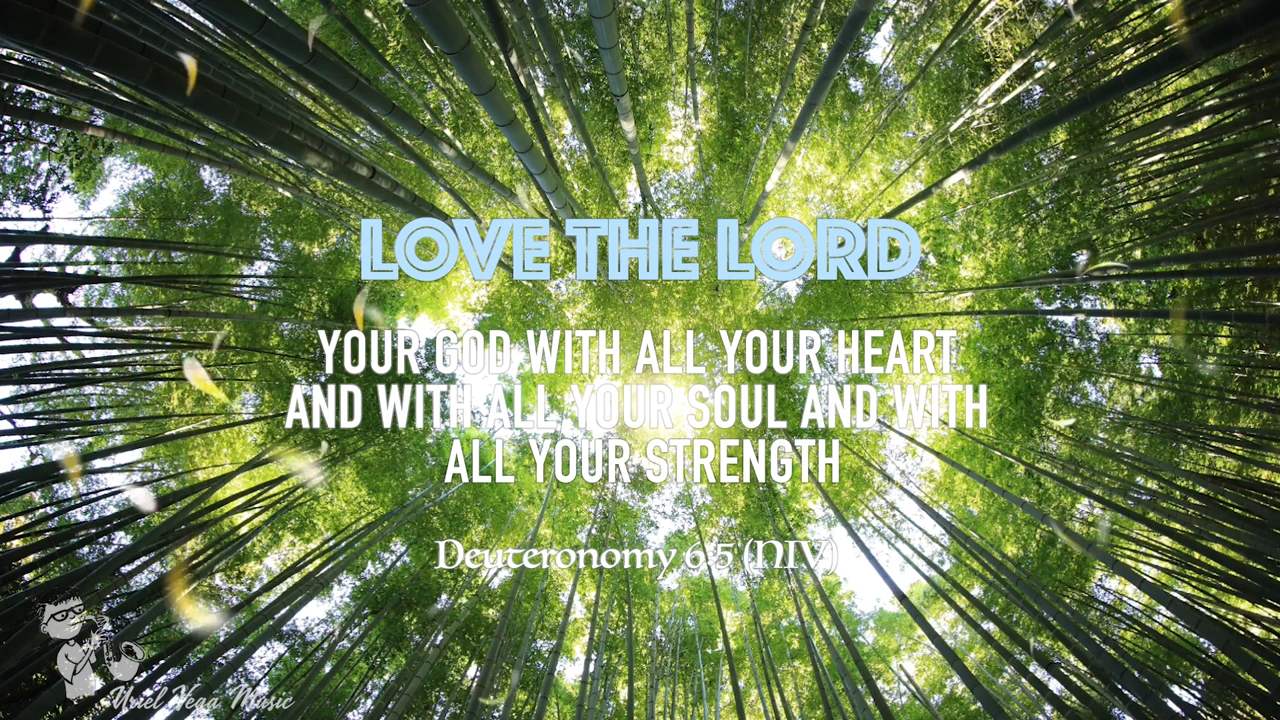 LOVE THE LORD
YOUR GOD WITH ALL YOUR HEART
AND WITH ALL YOUR SOUL AND WITH
ALL YOUR STRENGTH
Deuteronomy 6:5 (NIV)
Uriel Vega Music